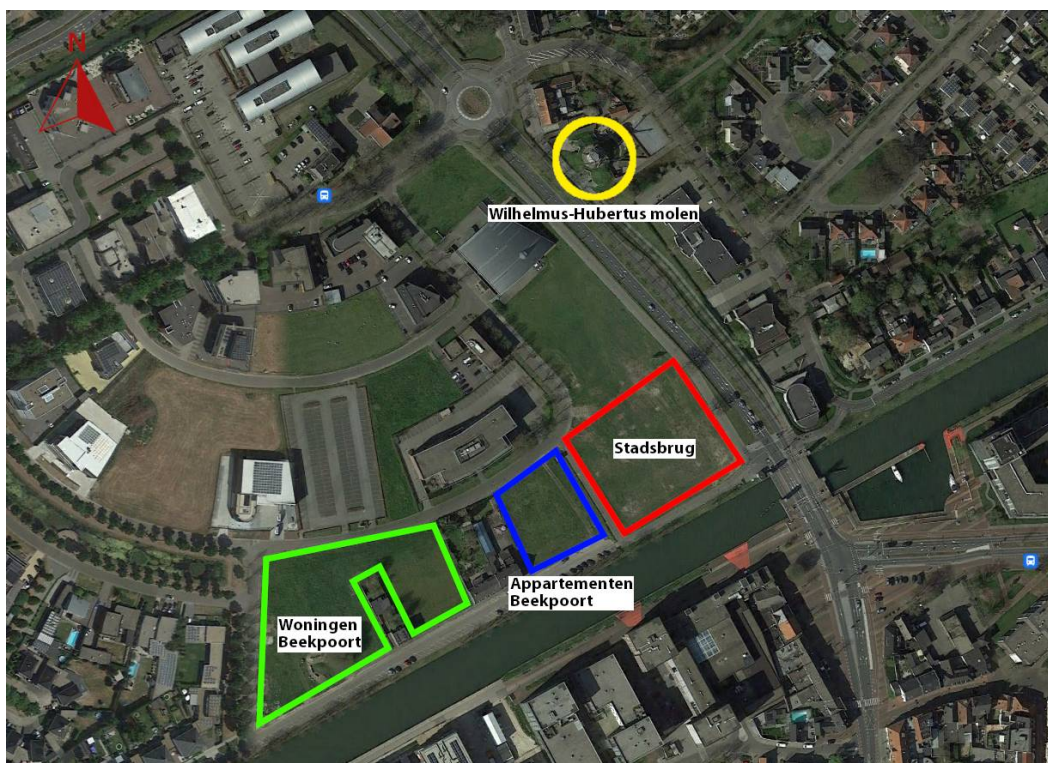 N
Wilhelmus-Hubertus molen
Stadsbrug
Appartementen
Beekpoort
Woningen
Beekpoort